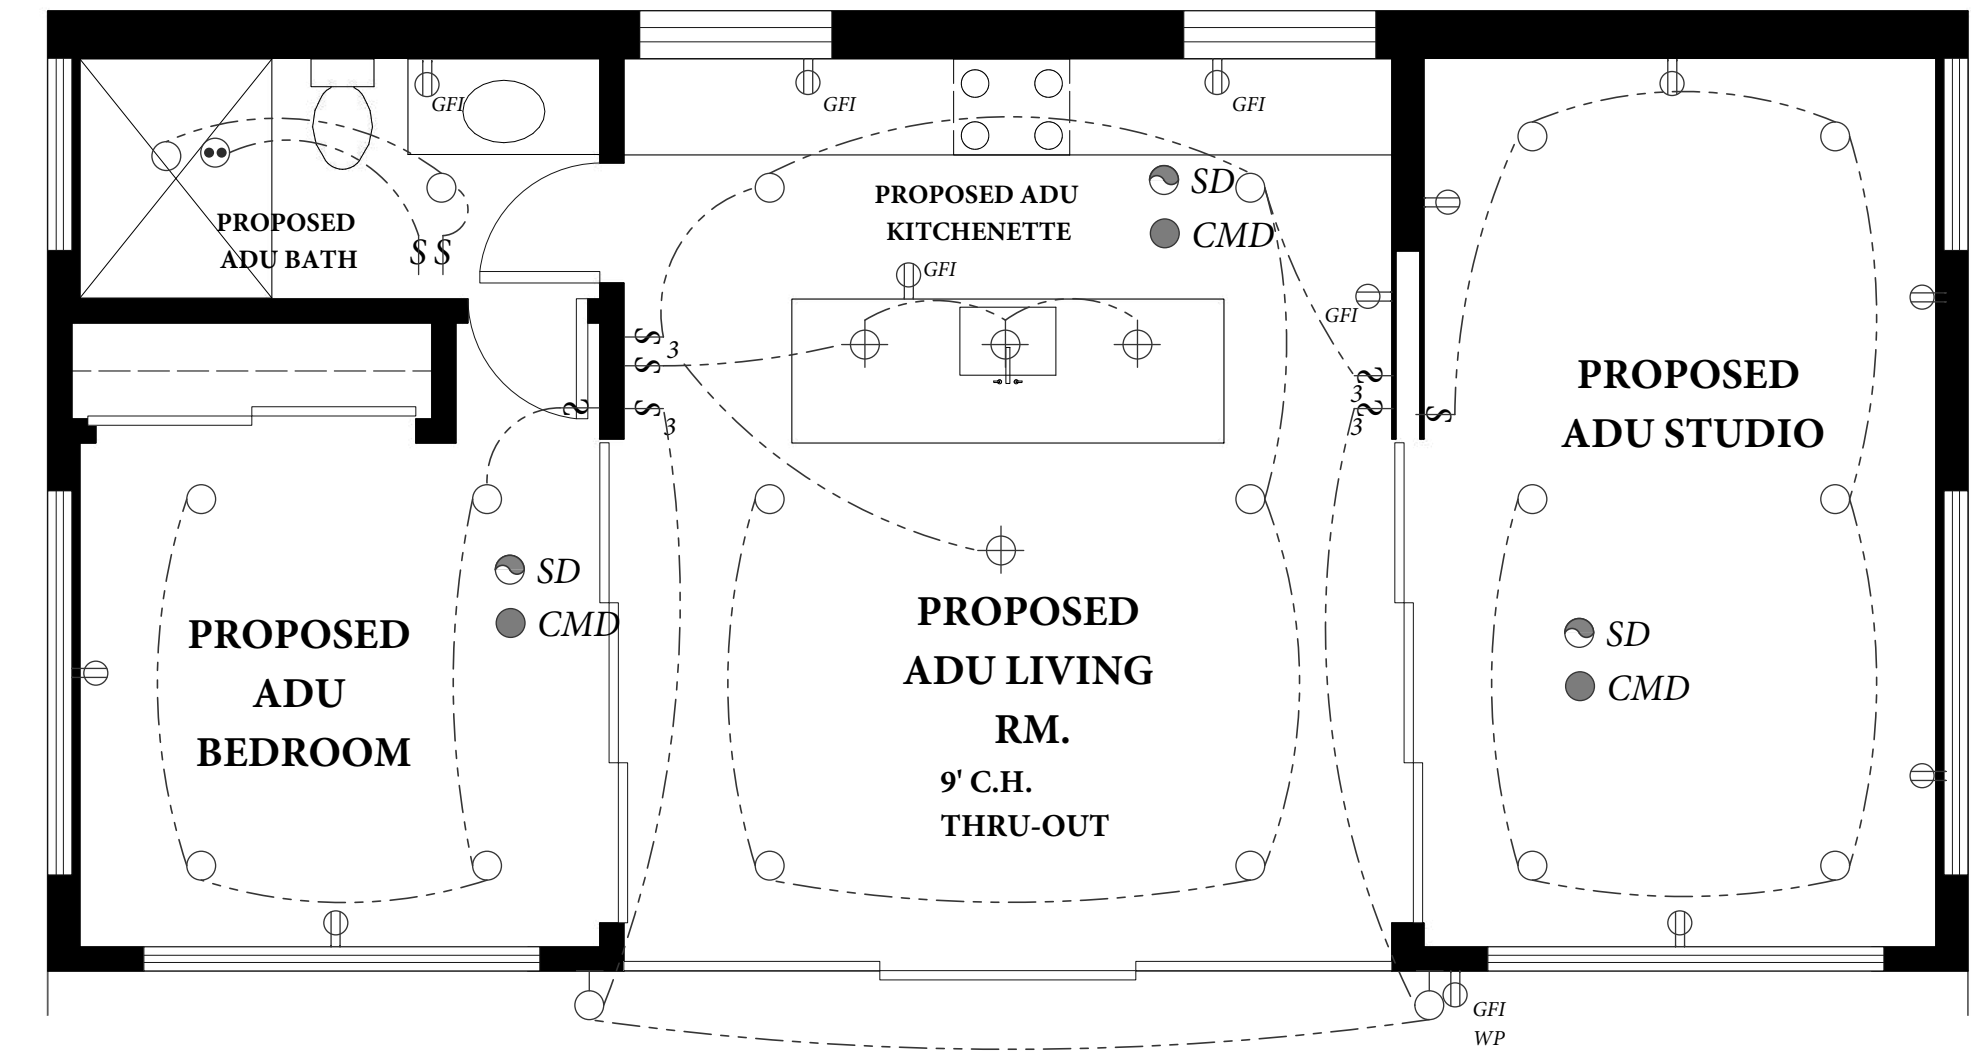 GFI
GFI
GFI
PROPOSED
ADU BATH
S S
PROPOSED ADU
KITCHENETTE
SD
CMD
GFI
GFI
S
3
S
S
3
S
S
3
S
3
S
PROPOSED
ADU STUDIO
SD
CMD
PROPOSED
ADU
BEDROOM
PROPOSED
ADU LIVING
RM.
9' C.H.
THRU-OUT
SD
CMD
GFI
WP